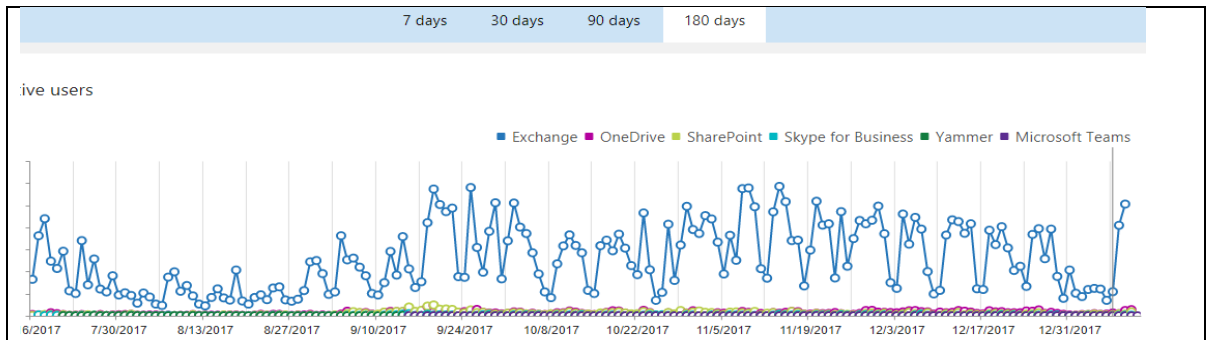 7 days 30 days 90 days 180 days
ive users
Exchange OneDrive SharePoint Skype for Business Yammer Microsoft Teams
6/2017 7/30/2017 8/13/2017 8/27/2017 9/10/2017 9/24/2017 10/8/2017 10/22/2017 11/5/2017 11/19/2017 12/3/2017 12/17/2017 12/31/2017